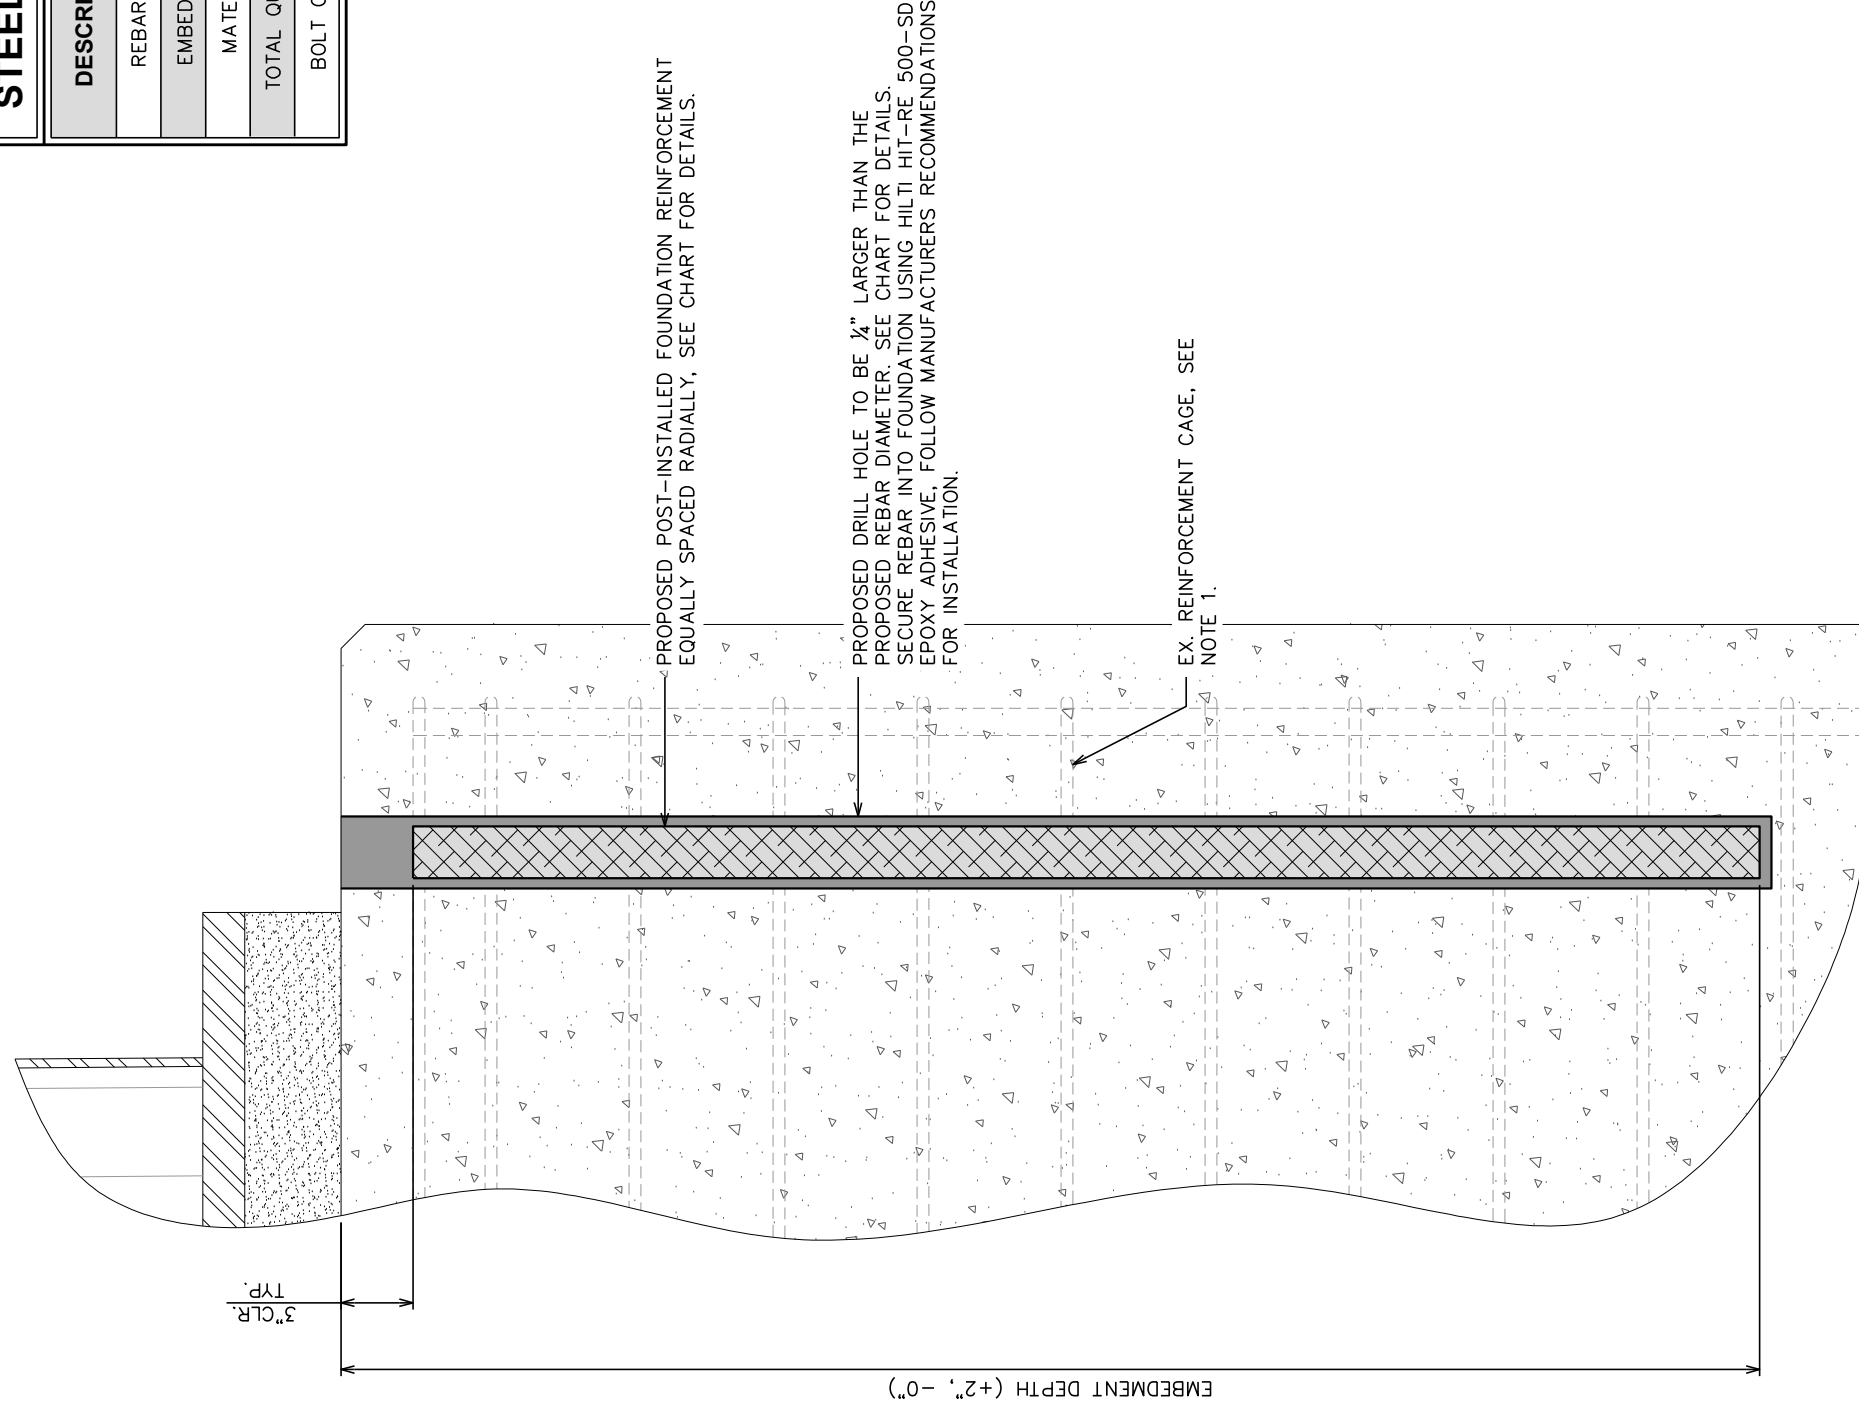 STEEL
DESCRI
REBAR
EMBED
MATE
TOTAL Q
BOLT C
PROPOSED POST-INSTALLED FOUNDATION REINFORCEMENT
EQUALLY SPACED RADIALLY, SEE CHART FOR DETAILS.
PROPOSED DRILL HOLE TO BE ¼" LARGER THAN THE
PROPOSED REBAR DIAMETER. SEE CHART FOR DETAILS.
SECURE REBAR INTO FOUNDATION USING HILTI HIT-RE 500-SD
EPOXY ADHESIVE, FOLLOW MANUFACTURERS RECOMMENDATIONS
FOR INSTALLATION.
EX. REINFORCEMENT CAGE, SEE
NOTE 1.
3"CLR.
TYP.
EMBEDMENT DEPTH (+2", -0")